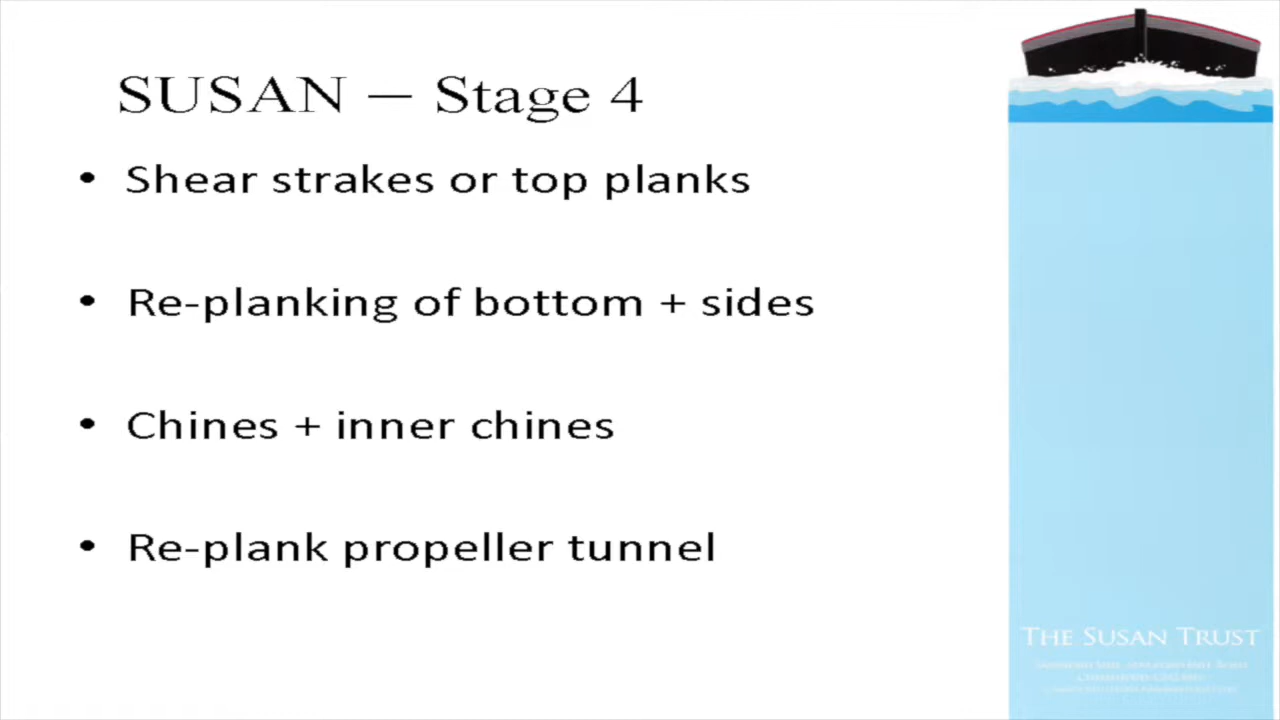 SUSAN – Stage 4
• Shear strakes or top planks
• Re-planking of bottom + sides
• Chines + inner chines
• Re-plank propeller tunnel
THE SUSAN TRUST